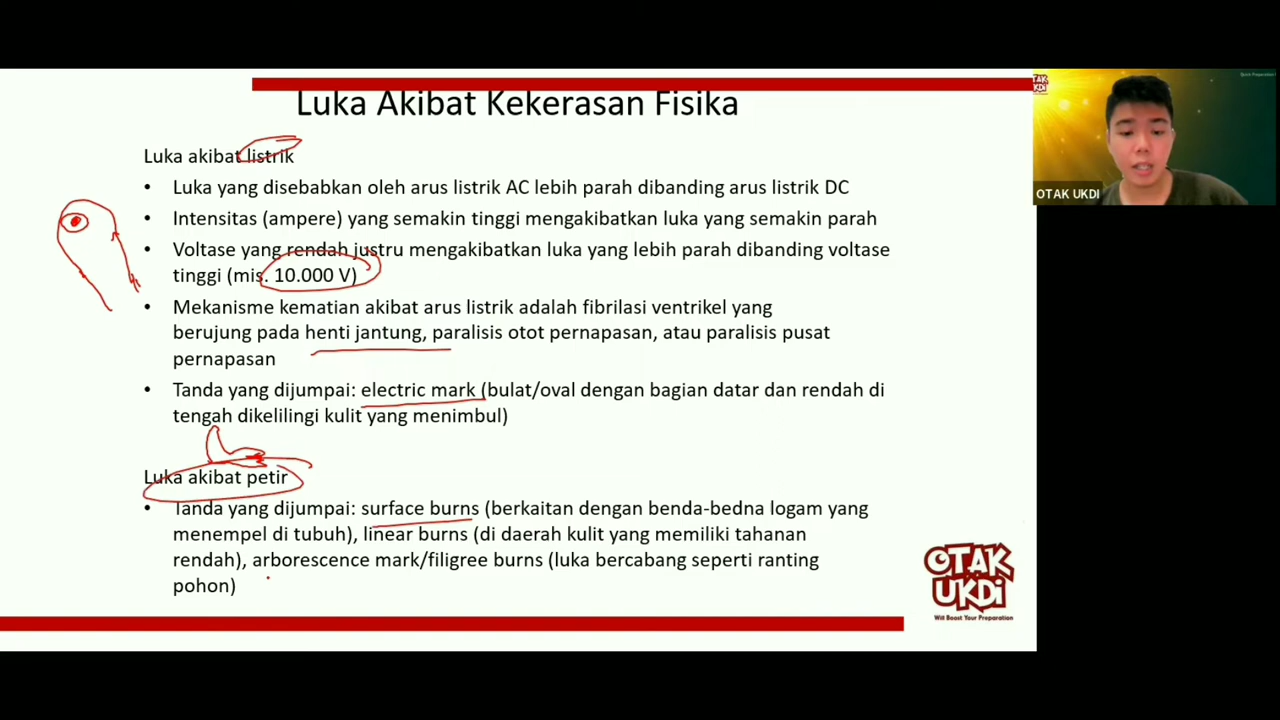 Luka Akibat Kekerasan Fisika
Luka akibat listrik
• Luka yang disebabkan oleh arus listrik AC lebih parah dibanding arus listrik DC
• Intensitas (ampere) yang semakin tinggi mengakibatkan luka yang semakin parah
• Voltase yang rendah justru mengakibatkan luka yang lebih parah dibanding voltase
tinggi (mis. 10.000 V)
• Mekanisme kematian akibat arus listrik adalah fibrilasi ventrikel yang
berujung pada henti jantung, paralisis otot pernapasan, atau paralisis pusat
pernapasan
• Tanda yang dijumpai: electric mark (bulat/oval dengan bagian datar dan rendah di
tengah dikelilingi kulit yang menimbul)
Luka akibat petir
• Tanda yang dijumpai: surface burns (berkaitan dengan benda-bedna logam yang
menempel di tubuh), linear burns (di daerah kulit yang memiliki tahanan
rendah), arborescence mark/filigree burns (luka bercabang seperti ranting
pohon)
OTAK
UKDI
Will Boost Your Preparation
OTAK UKDI